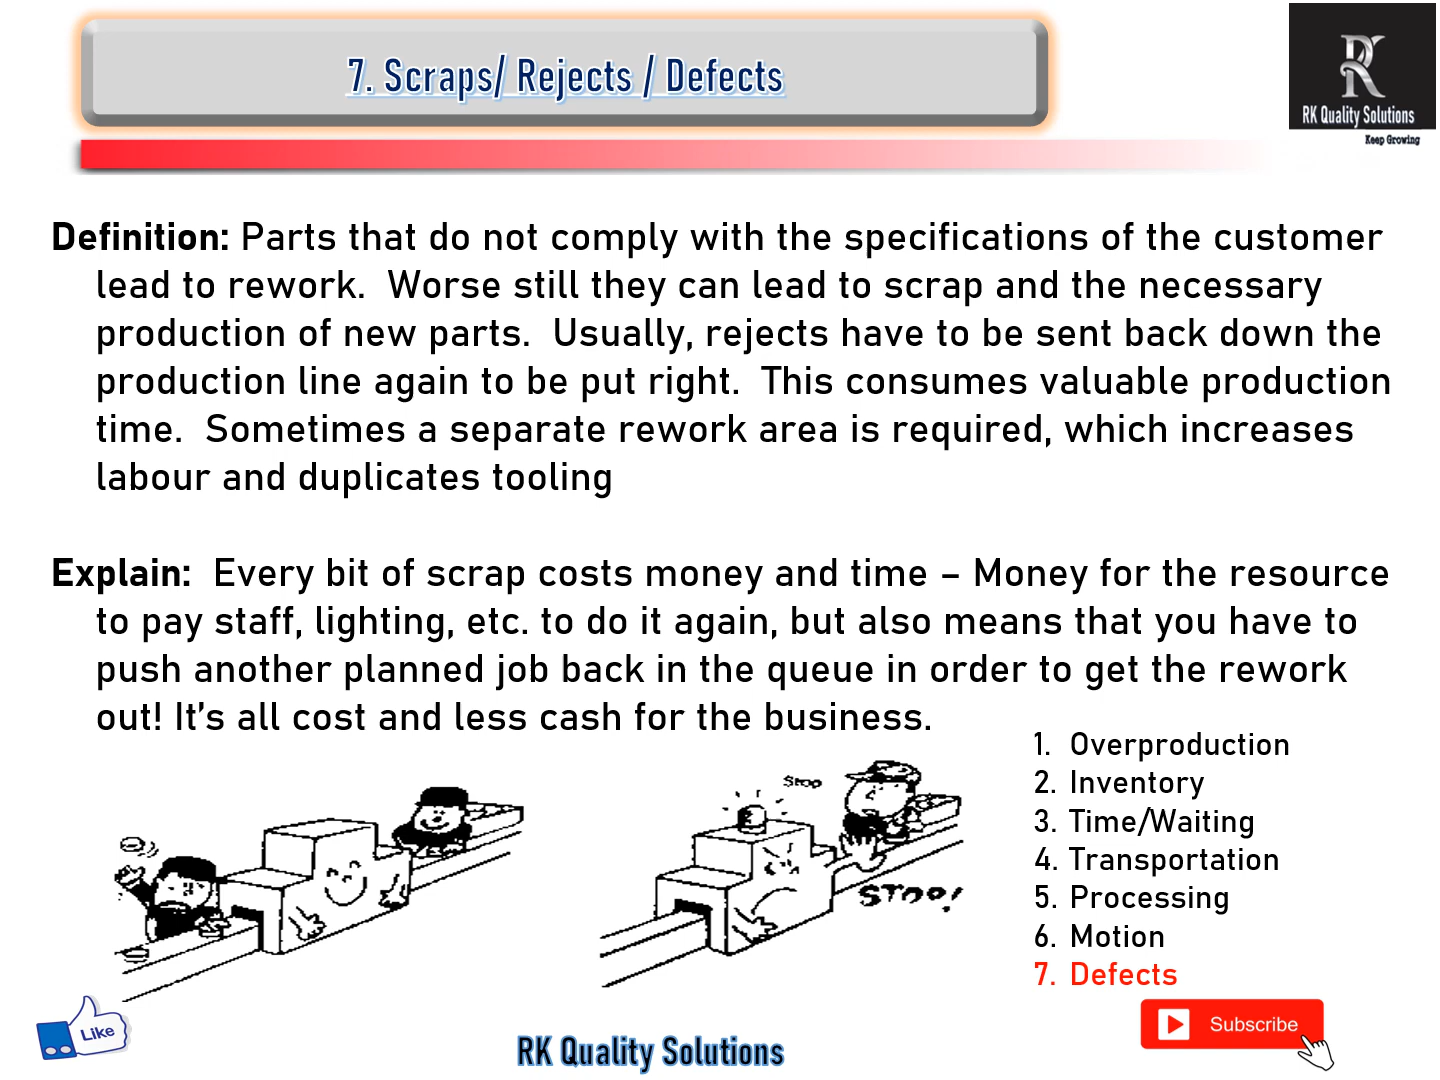 7. Scraps/ Rejects / Defects
RK Quality Solutions
Keep Growing
Definition: Parts that do not comply with the specifications of the customer
lead to rework.  Worse still they can lead to scrap and the necessary
production of new parts.  Usually, rejects have to be sent back down the
production line again to be put right.  This consumes valuable production
time.  Sometimes a separate rework area is required, which increases
labour and duplicates tooling
Explain:  Every bit of scrap costs money and time – Money for the resource
to pay staff, lighting, etc. to do it again, but also means that you have to
push another planned job back in the queue in order to get the rework
out! It’s all cost and less cash for the business.
Stop
STOP!
1. Overproduction
2. Inventory
3. Time/Waiting
4. Transportation
5. Processing
6. Motion
7. Defects
Like
RK Quality Solutions
Subscribe